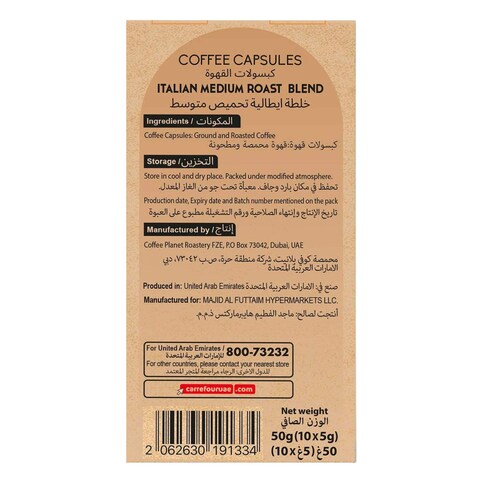 COFFEE CAPSULES
كبسولات القهوة
ITALIAN MEDIUM ROAST BLEND
خلطة ايطالية تحميص متوسط
Ingredients / المكونات
Coffee Capsules: Ground and Roasted Coffee
كبسولات قهوة: قهوة محمصة ومطحونة
Storage / التخزين
Store in cool and dry place. Packed under modified atmosphere.
تحفظ في مكان بارد وجاف. معبأة تحت جو من الغاز المعدل.
Production date, Expiry date and Batch number mentioned on the pack
تاريخ الإنتاج وإنتهاء الصلاحية ورقم التشغيلة مطبوع على العبوة
Manufactured by / إنتاج
Coffee Planet Roastery FZE, P.O Box 73042, Dubai, UAE
محمصة كوفي بلانيت، شركة منطقة حرة، ص.ب ٧٣٠٤٢، دبي
الامارات العربية المتحدة
Produced in: United Arab Emirates صنع في: الامارات العربية المتحدة
Manufactured for: MAJID AL FUTTAIM HYPERMARKETS LLC.
أنتجت لصالح: ماجد الفطيم هايبرماركتس ذ.م.م.
For United Arab Emirates / للإمارات العربية المتحدة 800-73232
For other countries, please contact your nearest store
للدول الاخرى، الرجاء مراجعة المتجر المعتمد
carrefouruae.com
Net weight
الوزن الصافي
50g (10x5g)
50غ (5غ×10)
2 062630 191334